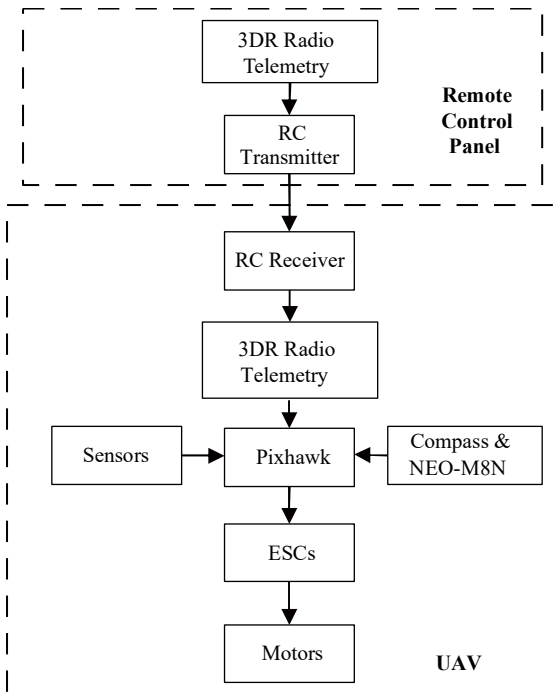 3DR Radio
Telemetry
Remote
Control
Panel
RC
Transmitter
RC Receiver
3DR Radio
Telemetry
Sensors
Pixhawk
Compass &
NEO-M8N
ESCs
Motors
UAV